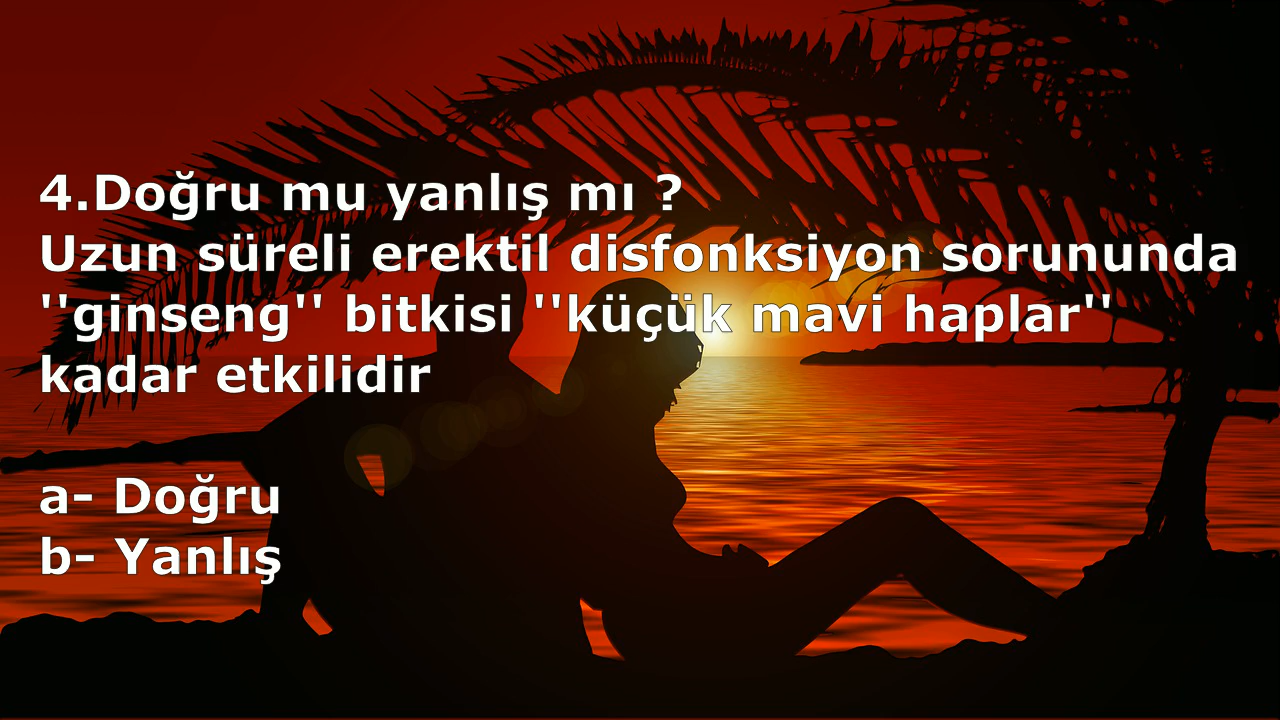 4.Doğru mu yanlış mı ?
Uzun süreli erektil disfonksiyon sorununda
''ginseng'' bitkisi ''küçük mavi haplar''
kadar etkilidir
a- Doğru
b- Yanlış